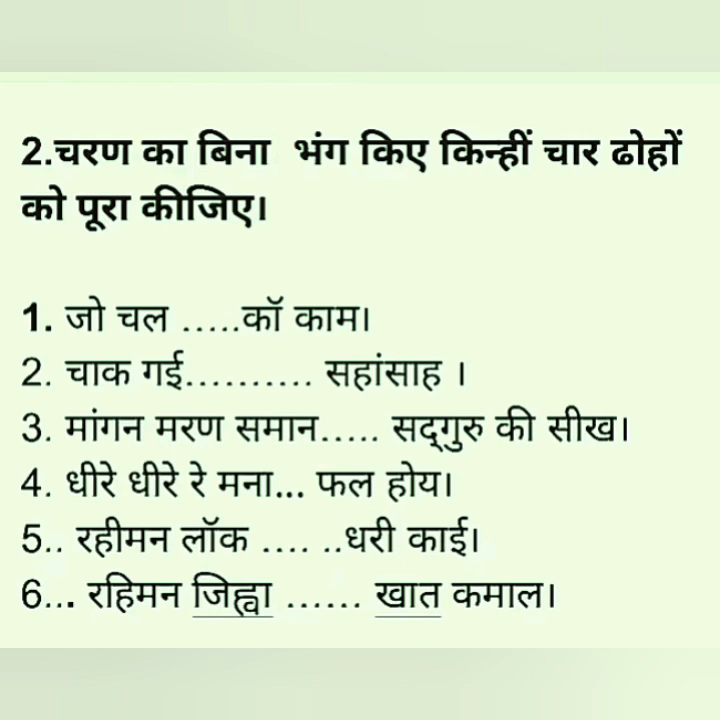 2.चरण का बिना भंग किए किन्हीं चार ढोहों
को पूरा कीजिए।
1. जो चल .....कॉ काम।
2. चाक गई.......... सहांसाह ।
3. मांगन मरण समान..... सद्गुरु की सीख।
4. धीरे धीरे रे मना... फल होय।
5.. रहीमन लॉक .... ..धरी काई।
6... रहिमन जिह्वा ...... खात कमाल।